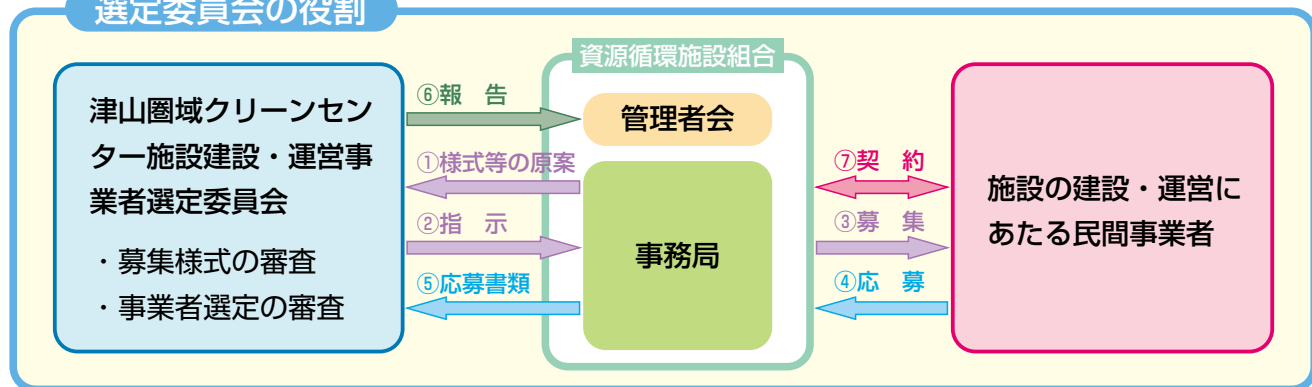 選定委員会の役割
津山圏域クリーンセン
ター施設建設・運営事
業者選定委員会
・募集様式の審査
・事業者選定の審査
⑥報　告
①様式等の原案
②指　示
⑤応募書類
資源循環施設組合
管理者会
事務局
⑦契　約
③募　集
④応　募
施設の建設・運営に
あたる民間事業者